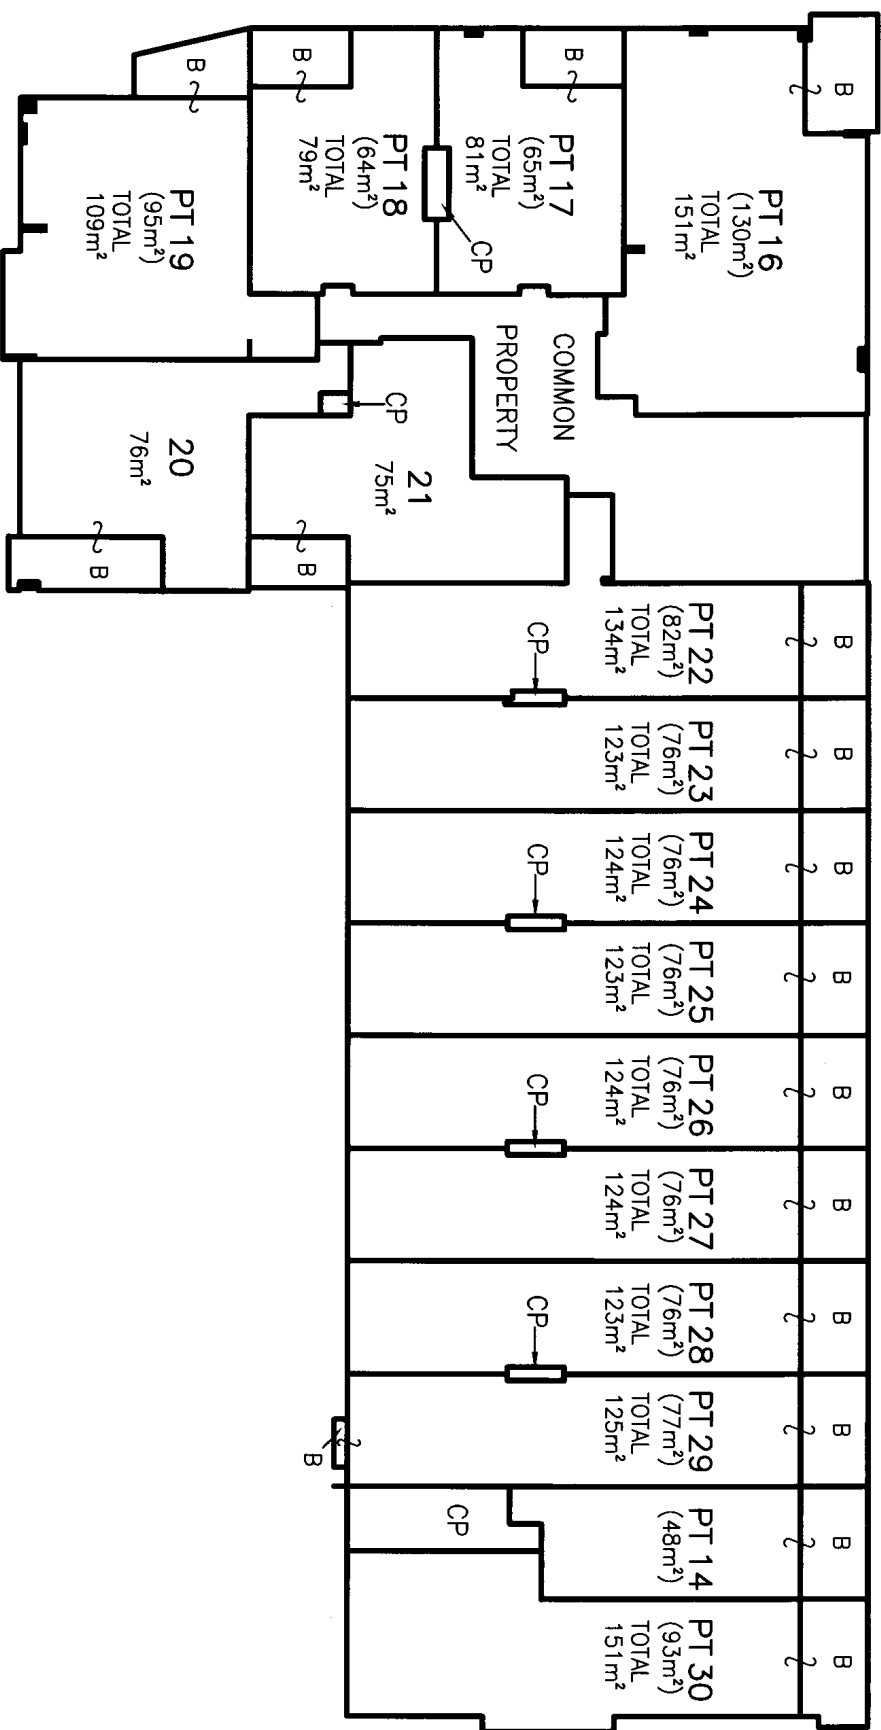 B
B
B
B
PT 19
(95m²)
TOTAL
109m²
PT 18
(64m²)
TOTAL
79m²
PT 17
(65m²)
TOTAL
81m²
PT 16
(130m²)
TOTAL
151m²
CP
COMMON
PROPERTY
CP
20
76m²
21
75m²
B
B
PT 22
(82m²)
TOTAL
134m²
CP
B
PT 23
(76m²)
TOTAL
123m²
B
PT 24
(76m²)
TOTAL
124m²
CP
B
PT 25
(76m²)
TOTAL
123m²
B
PT 26
(76m²)
TOTAL
124m²
CP
B
PT 27
(76m²)
TOTAL
124m²
B
PT 28
(76m²)
TOTAL
123m²
CP
B
PT 29
(77m²)
TOTAL
125m²
B
B
PT 14
(48m²)
CP
B
PT 30
(93m²)
TOTAL
151m²
B